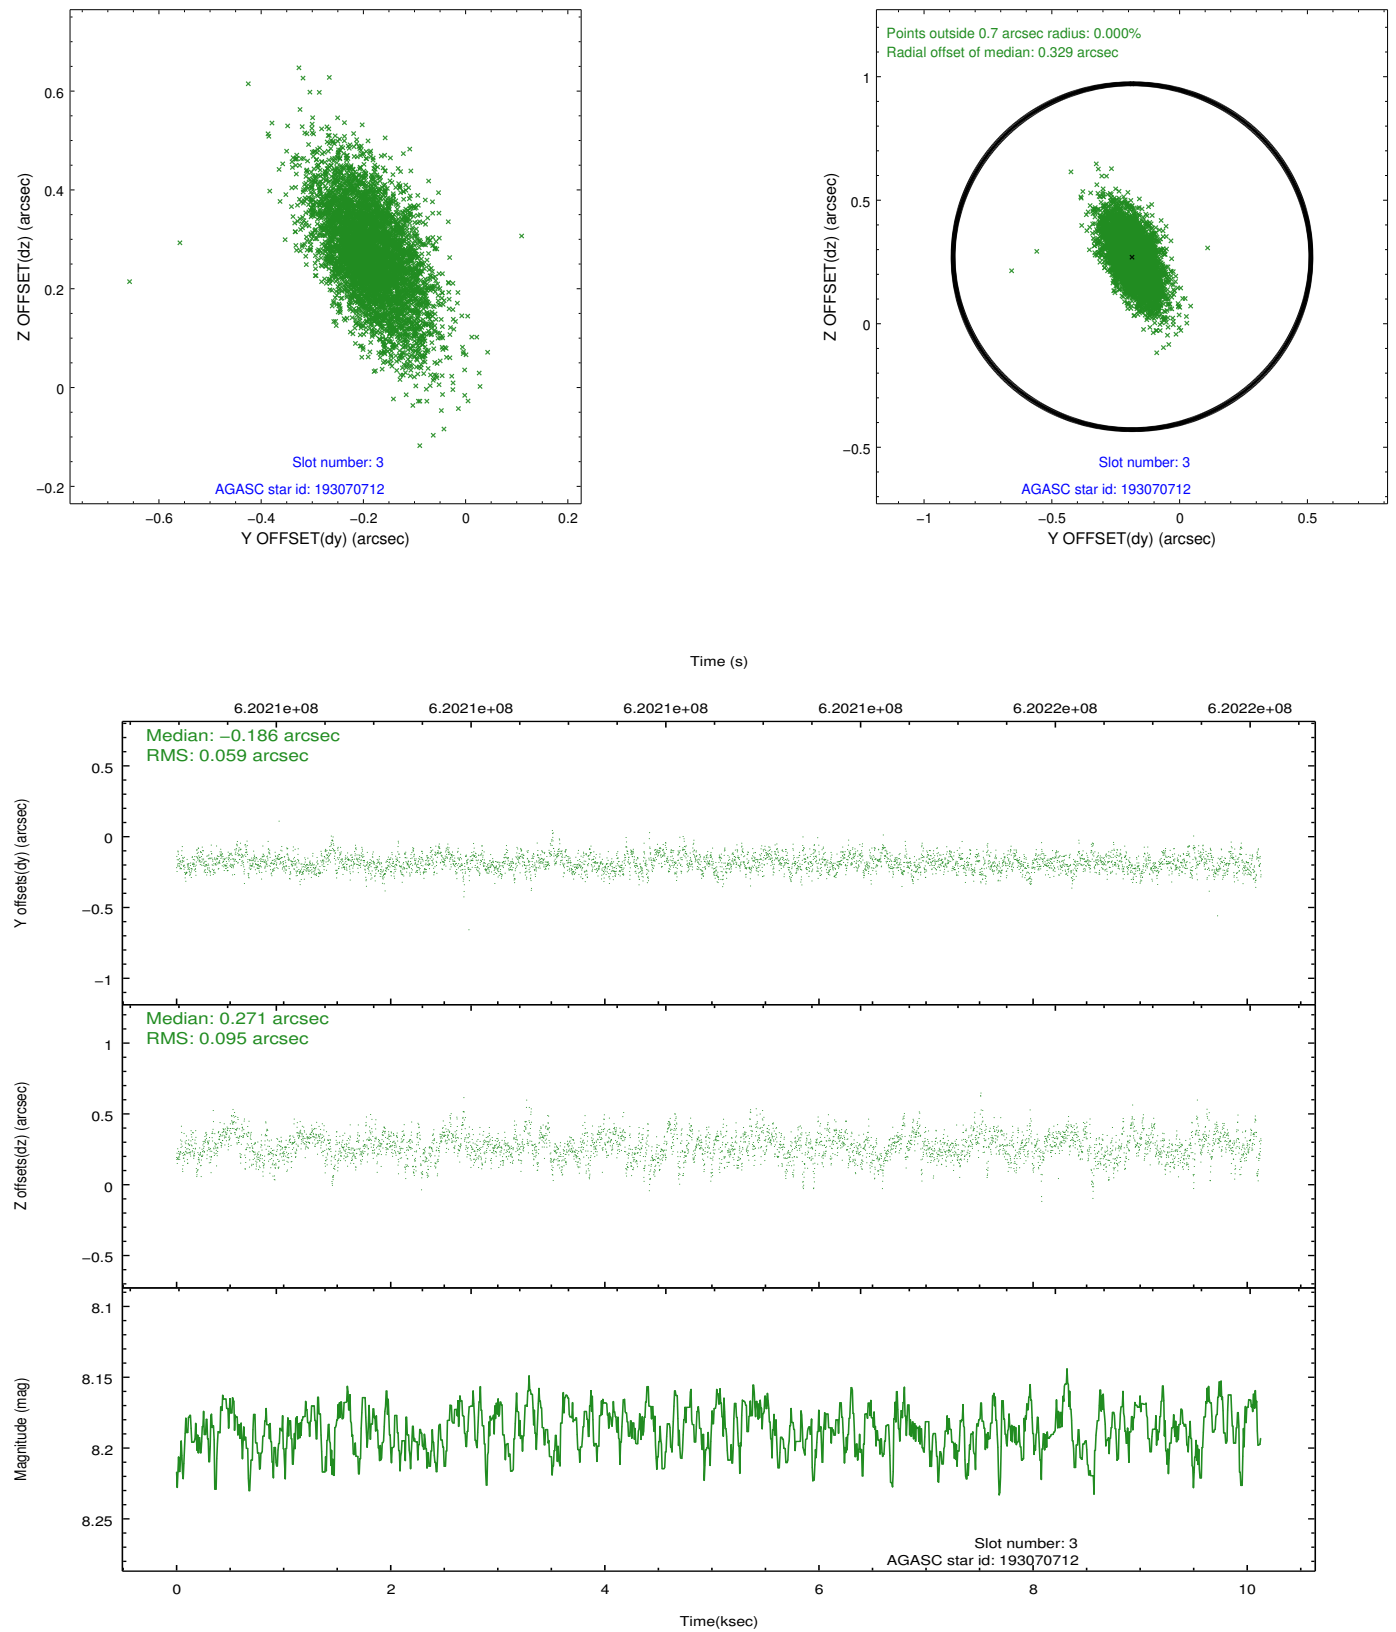 Points outside 0.7 arcsec radius: 0.000%
Radial offset of median: 0.329 arcsec
0.6
0.4
0.2
0
−0.2
Z OFFSET(dz) (arcsec)
Slot number: 3
AGASC star id: 193070712
−0.6
−0.4
−0.2
0
0.2
Y OFFSET(dy) (arcsec)
1
0.5
0
−0.5
Z OFFSET(dz) (arcsec)
Slot number: 3
AGASC star id: 193070712
−1
−0.5
0
0.5
Y OFFSET(dy) (arcsec)
Time (s)
6.2021e+08
6.2021e+08
6.2021e+08
6.2021e+08
6.2022e+08
6.2022e+08
Median: −0.186 arcsec
RMS: 0.059 arcsec
0.5
0
−0.5
−1
Y offsets(dy) (arcsec)
Median: 0.271 arcsec
RMS: 0.095 arcsec
1
0.5
0
−0.5
Z offsets(dz) (arcsec)
8.1
8.15
8.2
8.25
Magnitude (mag)
Slot number: 3
AGASC star id: 193070712
0
2
4
6
8
10
Time(ksec)